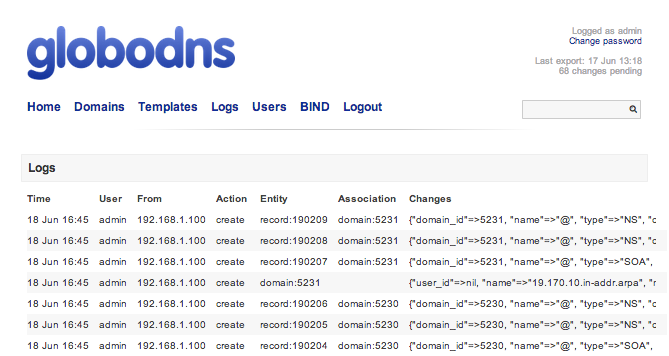 globodns
Logged as admin
Change password
Last export: 17 Jun 13:18
68 changes pending
Home Domains Templates Logs Users BIND Logout
Logs
Time User From Action Entity Association Changes
18 Jun 16:45 admin 192.168.1.100 create record:190209 domain:5231 {"domain_id"=>5231, "name"=>"@", "type"=>"NS", "c
18 Jun 16:45 admin 192.168.1.100 create record:190208 domain:5231 {"domain_id"=>5231, "name"=>"@", "type"=>"NS", "c
18 Jun 16:45 admin 192.168.1.100 create record:190207 domain:5231 {"domain_id"=>5231, "name"=>"@", "type"=>"SOA",
18 Jun 16:45 admin 192.168.1.100 create domain:5231 {"user_id"=>nil, "name"=>"19.170.10.in-addr.arpa", "r
18 Jun 16:45 admin 192.168.1.100 create record:190206 domain:5230 {"domain_id"=>5230, "name"=>"@", "type"=>"NS", "c
18 Jun 16:45 admin 192.168.1.100 create record:190205 domain:5230 {"domain_id"=>5230, "name"=>"@", "type"=>"NS", "c
18 Jun 16:45 admin 192.168.1.100 create record:190204 domain:5230 {"domain_id"=>5230, "name"=>"@", "type"=>"SOA",